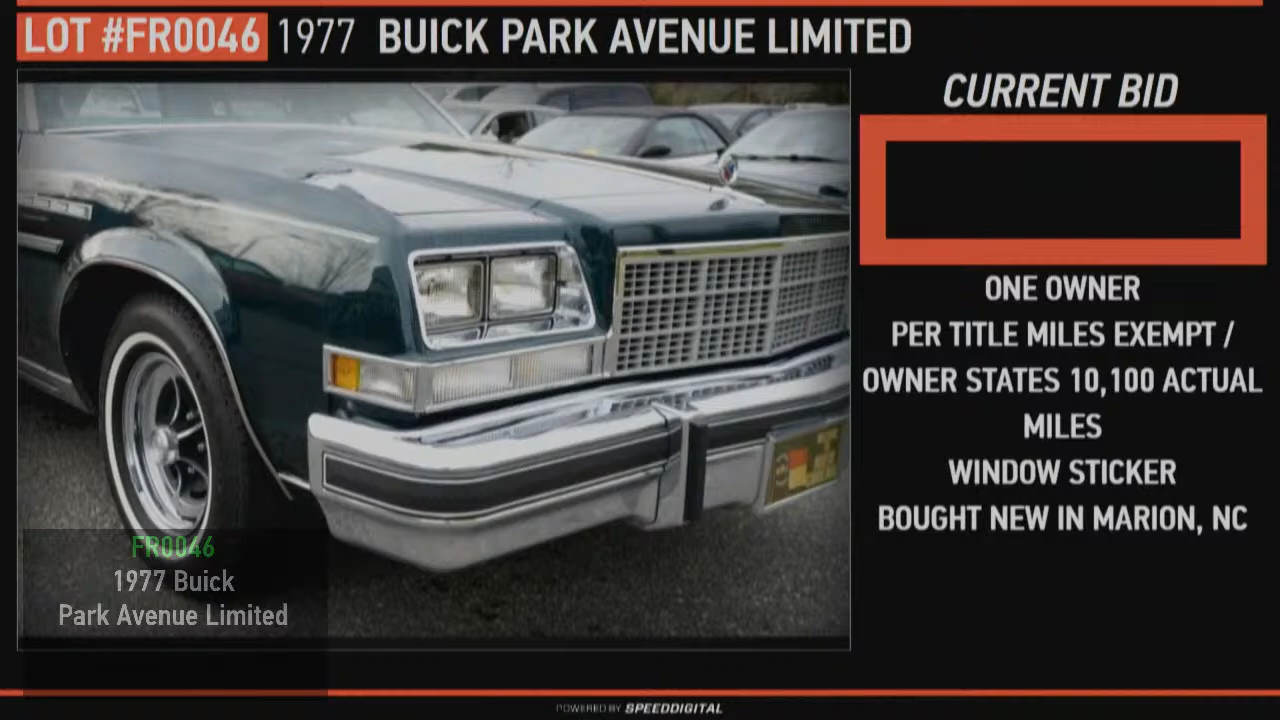 LOT #FR0046 1977 BUICK PARK AVENUE LIMITED
CURRENT BID
ONE OWNER
PER TITLE MILES EXEMPT /
OWNER STATES 10,100 ACTUAL
MILES
WINDOW STICKER
BOUGHT NEW IN MARION, NC
FR0046
1977 Buick
Park Avenue Limited
POWERED BY SPEEDDIGITAL